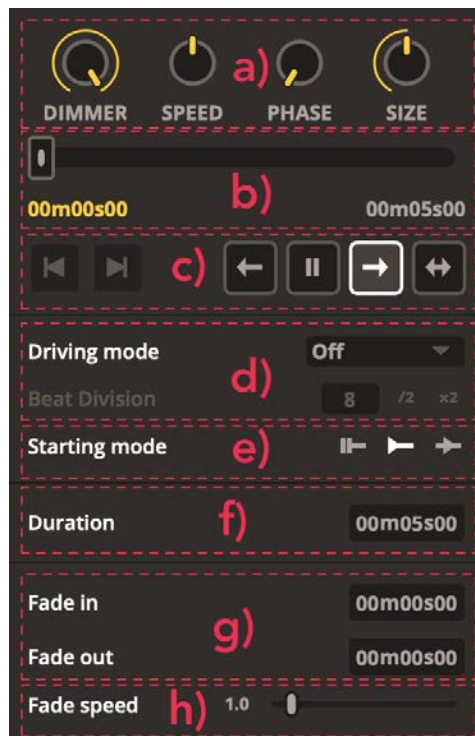 a)
DIMMER SPEED PHASE SIZE
b)
00m00s00 00m05s00
c)
Driving mode Off
d)
Beat Division 8 /2 x2
Starting mode e)
Duration f) 00m05s00
Fade in 00m00s00
g)
Fade out 00m00s00
Fade speed h) 1.0